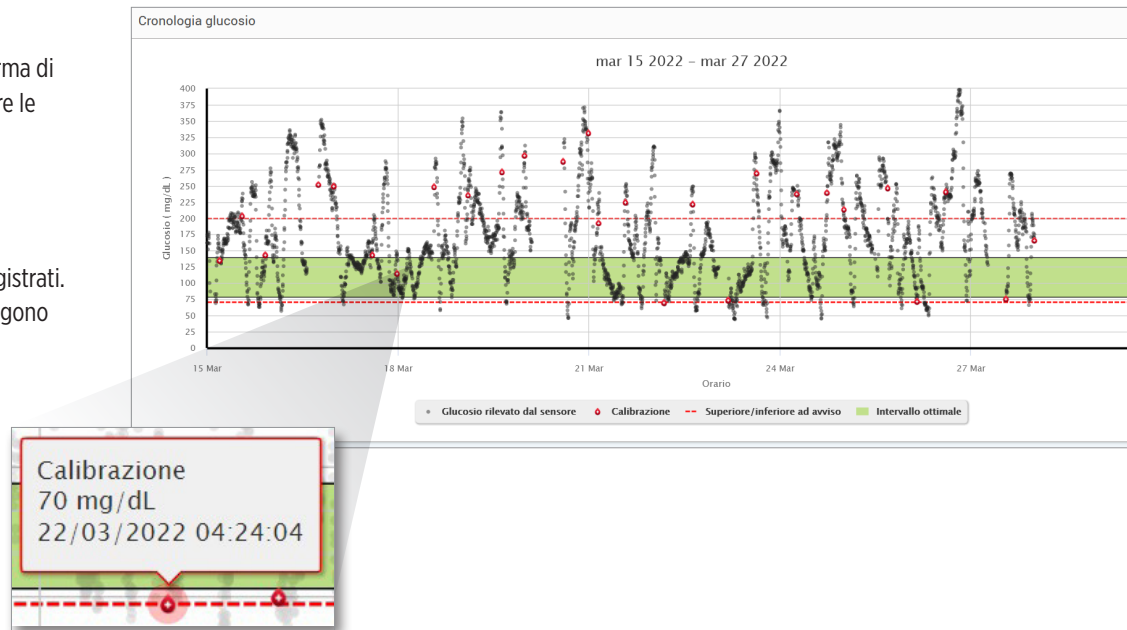 Cronologia glucosio
rma di
re le
gistrati.
gono
mar 15 2022 – mar 27 2022
Glucosio ( mg/dL )
400
375
350
325
300
275
250
225
200
175
150
125
100
75
50
25
0
15 Mar
18 Mar
21 Mar
24 Mar
27 Mar
Orario
Glucosio rilevato dal sensore
Calibrazione
Superiore/inferiore ad avviso
Intervallo ottimale
Calibrazione
70 mg/dL
22/03/2022 04:24:04